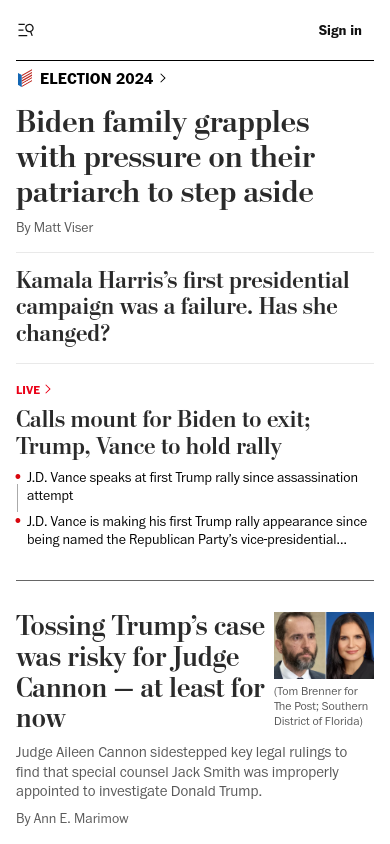 Sign in
ELECTION 2024
Biden family grapples
with pressure on their
patriarch to step aside
By Matt Viser
Kamala Harris’s first presidential
campaign was a failure. Has she
changed?
LIVE
Calls mount for Biden to exit;
Trump, Vance to hold rally
J.D. Vance speaks at first Trump rally since assassination
attempt
J.D. Vance is making his first Trump rally appearance since
being named the Republican Party’s vice-presidential...
Tossing Trump’s case
was risky for Judge
Cannon — at least for
now
(Tom Brenner for
The Post; Southern
District of Florida)
Judge Aileen Cannon sidestepped key legal rulings to
find that special counsel Jack Smith was improperly
appointed to investigate Donald Trump.
By Ann E. Marimow